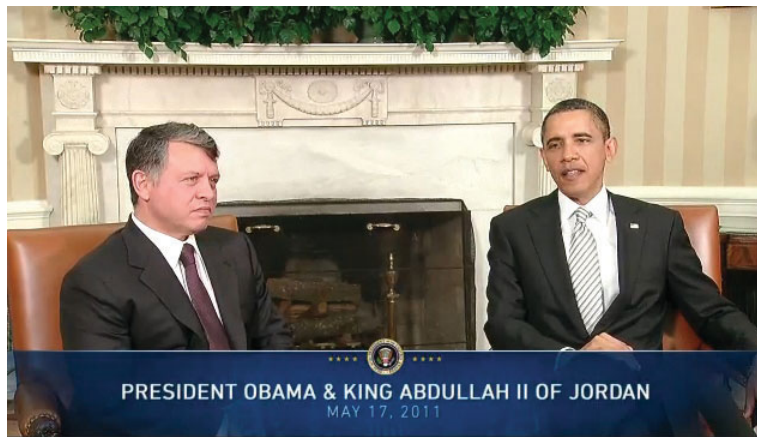 PRESIDENT OBAMA & KING ABDULLAH II OF JORDAN
MAY 17, 2011